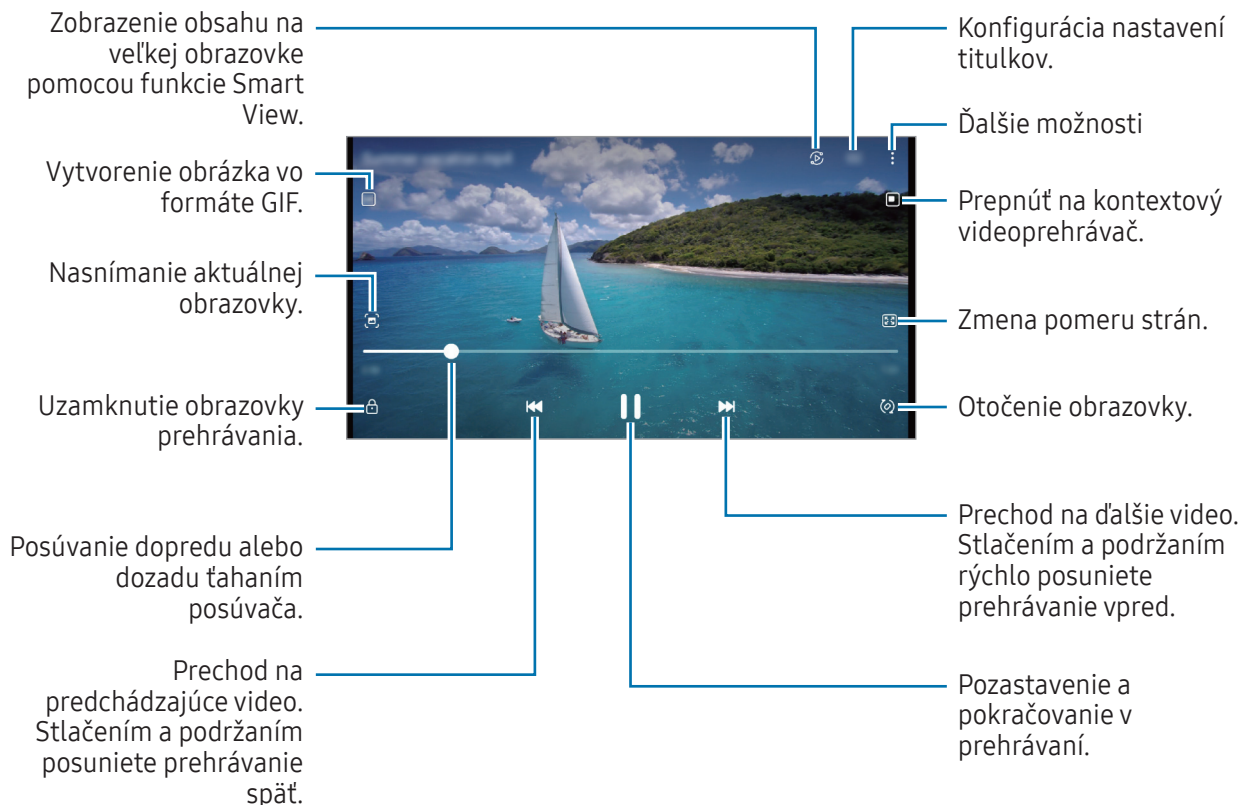 Zobrazenie obsahu na
veľkej obrazovke
pomocou funkcie Smart
View.
Vytvorenie obrázka vo
formáte GIF.
Nasnímanie aktuálnej
obrazovky.
Uzamknutie obrazovky
prehrávania.
Posúvanie dopredu alebo
dozadu ťahaním
posúvača.
Prechod na
predchádzajúce video.
Stlačením a podržaním
posuniete prehrávanie
späť.
Konfigurácia nastavení
titulkov.
Ďalšie možnosti
Prepnúť na kontextový
videoprehrávač.
Zmena pomeru strán.
Otočenie obrazovky.
Prechod na ďalšie video.
Stlačením a podržaním
rýchlo posuniete
prehrávanie vpred.
Pozastavenie a
pokračovanie v
prehrávaní.